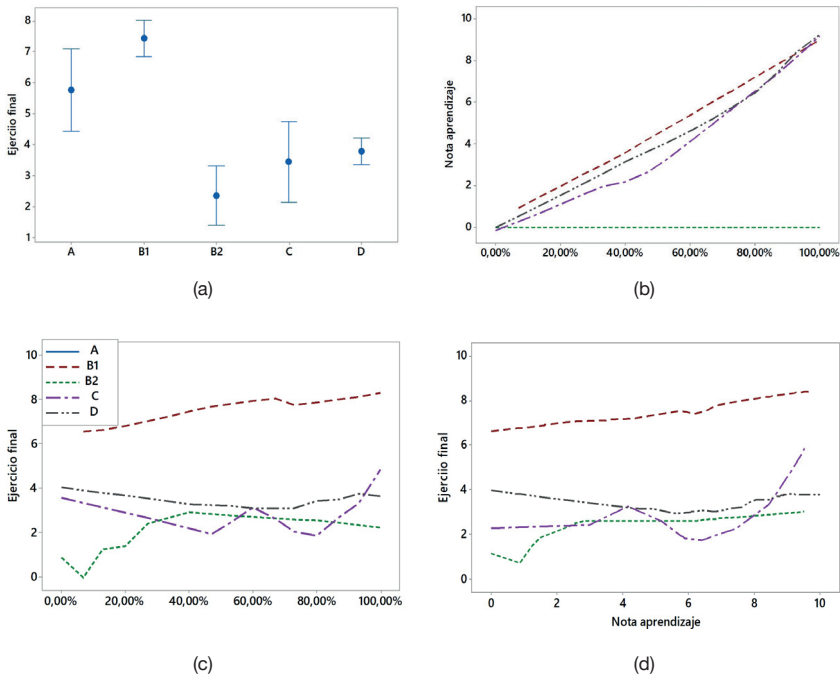 Ejerciio final
8
7
6
5
4
3
2
1
A B1 B2 C D
(a)
Nota aprendizaje
10
8
6
4
2
0
0,00% 20,00% 40,00% 60,00% 80,00% 100,00%
(b)
Ejercicio final
10
8
6
4
2
0
A
B1
B2
C
D
0,00% 20,00% 40,00% 60,00% 80,00% 100,00%
(c)
Ejerciio final
10
8
6
4
2
0
0 2 4 6 8 10
Nota aprendizaje
(d)